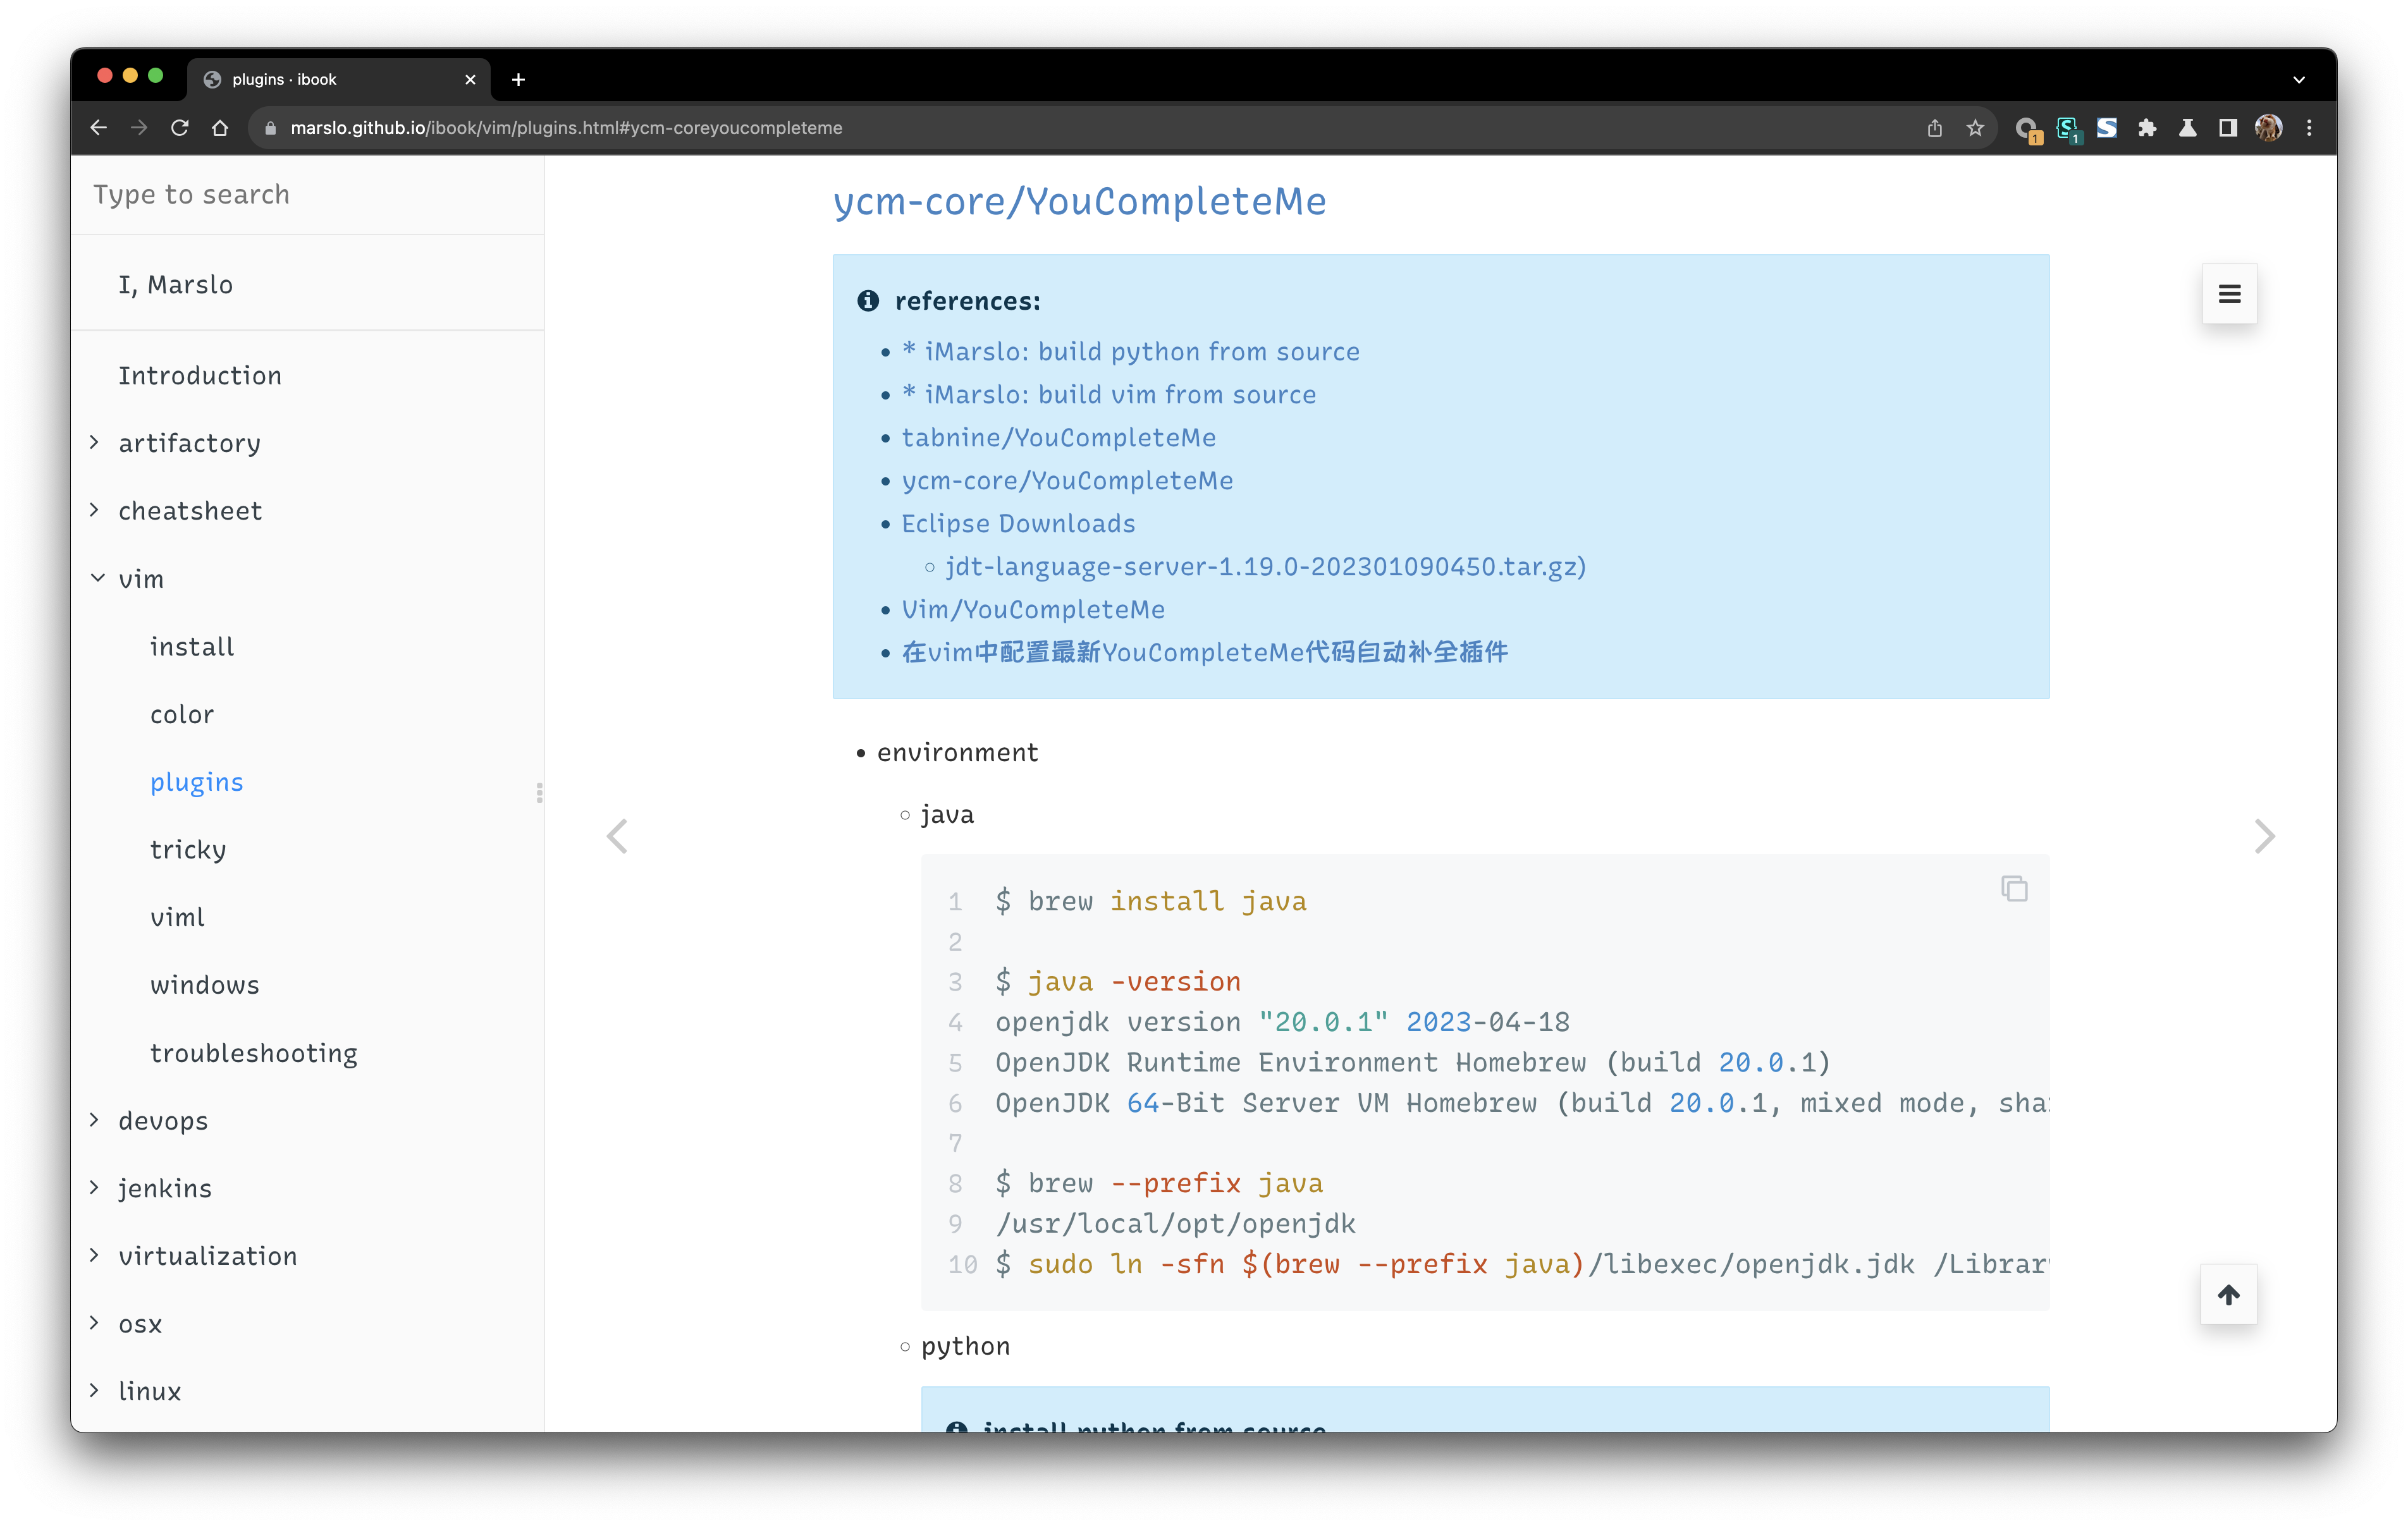 plugins · ibook
marslo.github.io/ibook/vim/plugins.html#ycm-coreyoucompleteme
1
1
Type to search
I, Marslo
Introduction
artifactory
cheatsheet
vim
install
color
plugins
tricky
viml
windows
troubleshooting
devops
jenkins
virtualization
osx
linux
ycm-core/YouCompleteMe
references:
* iMarslo: build python from source
* iMarslo: build vim from source
tabnine/YouCompleteMe
ycm-core/YouCompleteMe
Eclipse Downloads
jdt-language-server-1.19.0-202301090450.tar.gz)
Vim/YouCompleteMe
在vim中配置最新YouCompleteMe代码自动补全插件
environment
java
1 $ brew install java
2
3 $ java -version
4 openjdk version "20.0.1" 2023-04-18
5 OpenJDK Runtime Environment Homebrew (build 20.0.1)
6 OpenJDK 64-Bit Server VM Homebrew (build 20.0.1, mixed mode,
7
8 $ brew --prefix java
9 /usr/local/opt/openjdk
10 $ sudo ln -sfn $(brew --prefix java)/libexec/openjdk.jdk
python
install python from source